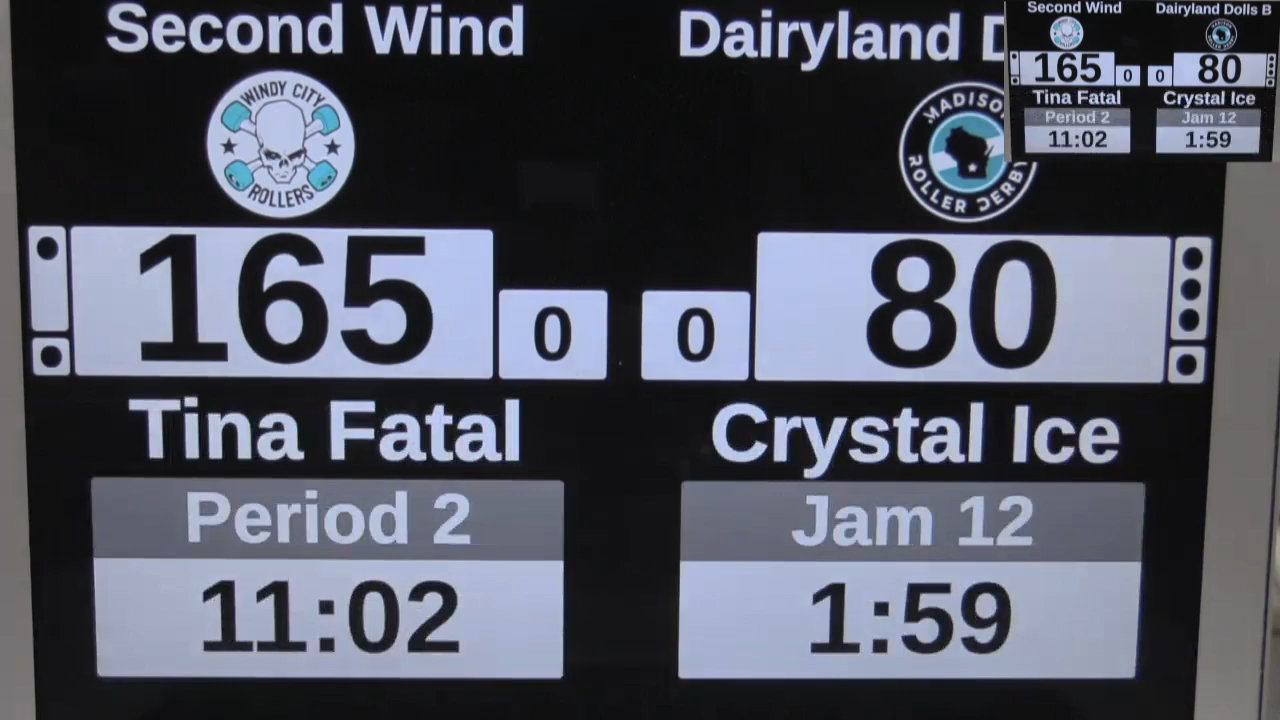 Second Wind
WINDY CITY
ROLLERS
165
0
Tina Fatal
Period 2
11:02
Dairyland D
MADISO
ROLLER DERBY
0
80
Crystal Ice
Jam 12
1:59
Second Wind
165
0
Tina Fatal
Period 2
11:02
Dairyland Dolls B
0
80
Crystal Ice
Jam 12
1:59